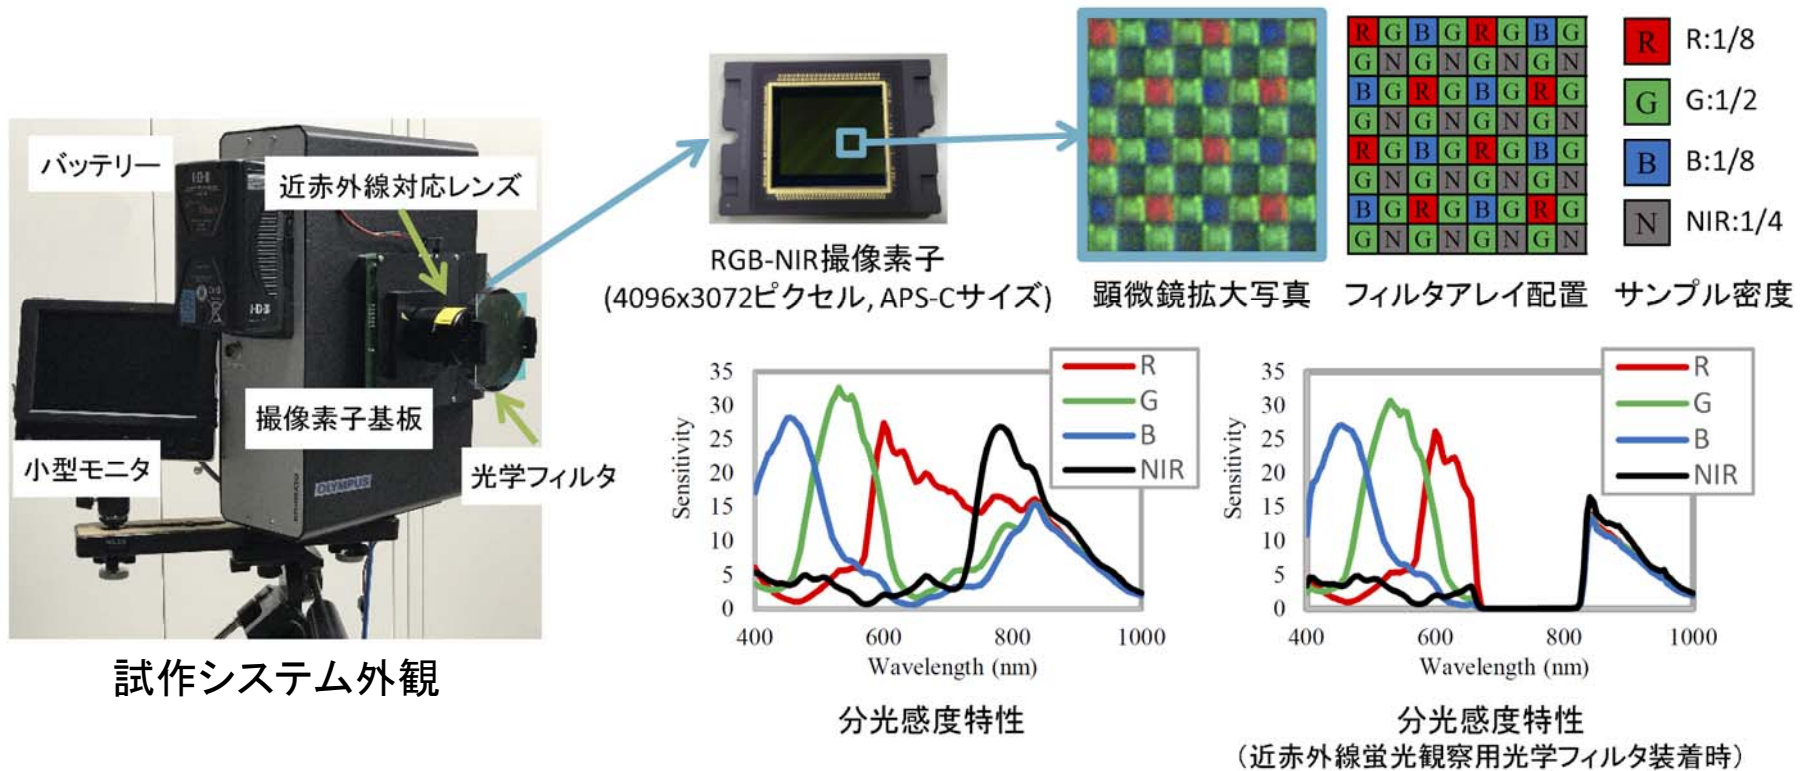 バッテリー
近赤外線対応レンズ
撮像素子基板
小型モニタ
光学フィルタ
OLYMPUS
試作システム外観
RGB-NIR撮像素子
(4096x3072ピクセル, APS-Cサイズ)
顕微鏡拡大写真
R G B G R G B G
G N G N G N G N
B G R G B G R G
G N G N G N G N
R G B G R G B G
G N G N G N G N
B G R G B G R G
G N G N G N G N
フィルタアレイ配置
R R:1/8
G G:1/2
B B:1/8
N NIR:1/4
サンプル密度
R
G
B
NIR
Sensitivity
35
30
25
20
15
10
5
0
400 600 800 1000
Wavelength (nm)
分光感度特性
R
G
B
NIR
Sensitivity
35
30
25
20
15
10
5
0
400 600 800 1000
Wavelength (nm)
分光感度特性
(近赤外線蛍光観察用光学フィルタ装着時)